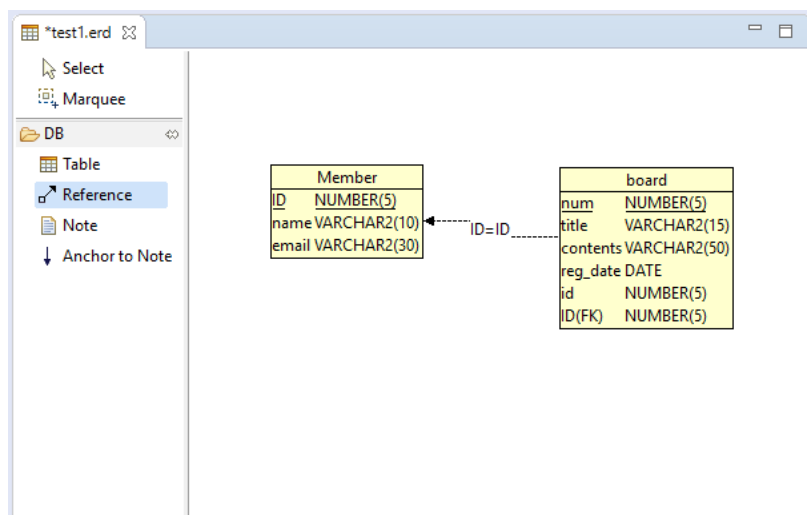 *test1.erd
Select
Marquee
DB
Table
Reference
Note
Anchor to Note
Member
ID NUMBER(5)
name VARCHAR2(10)
email VARCHAR2(30)
ID=ID
board
num NUMBER(5)
title VARCHAR2(15)
contents VARCHAR2(50)
reg_date DATE
id NUMBER(5)
ID(FK) NUMBER(5)